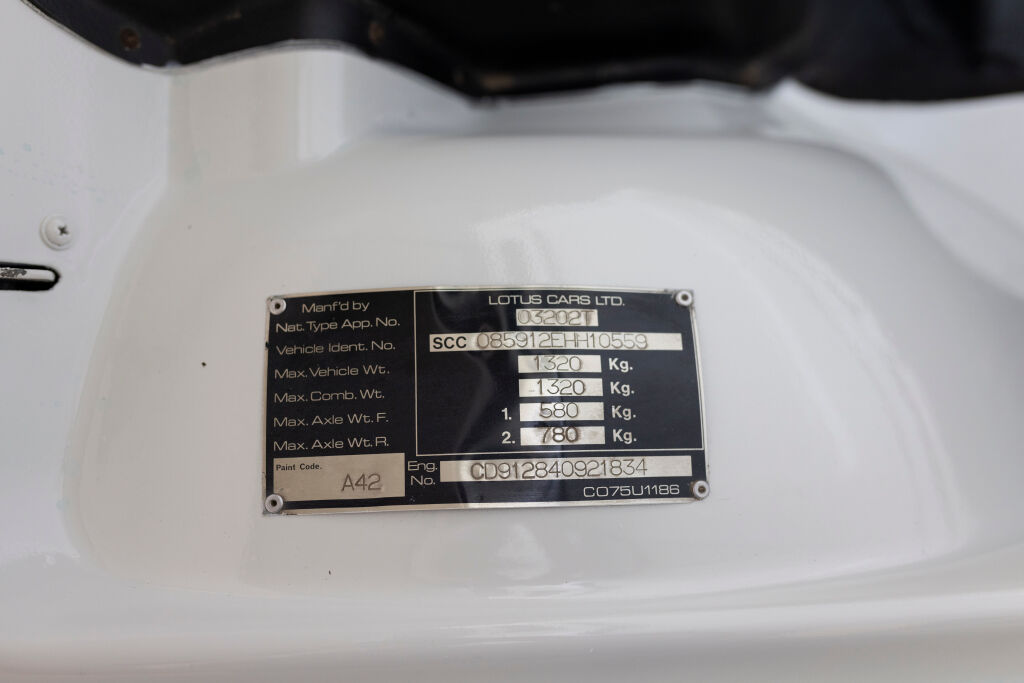 Manf'd by LOTUS CARS LTD.
Nat. Type App. No. 03202T
Vehicle Ident. No. SCC 085912EHH10559
Max. Vehicle Wt. 1320 Kg.
Max. Comb. Wt. 1320 Kg.
Max. Axle Wt. F. 1. 580 Kg.
Max. Axle Wt. R. 2. 780 Kg.
Paint Code. A42
Eng. No. CD912840921834
C075U1186